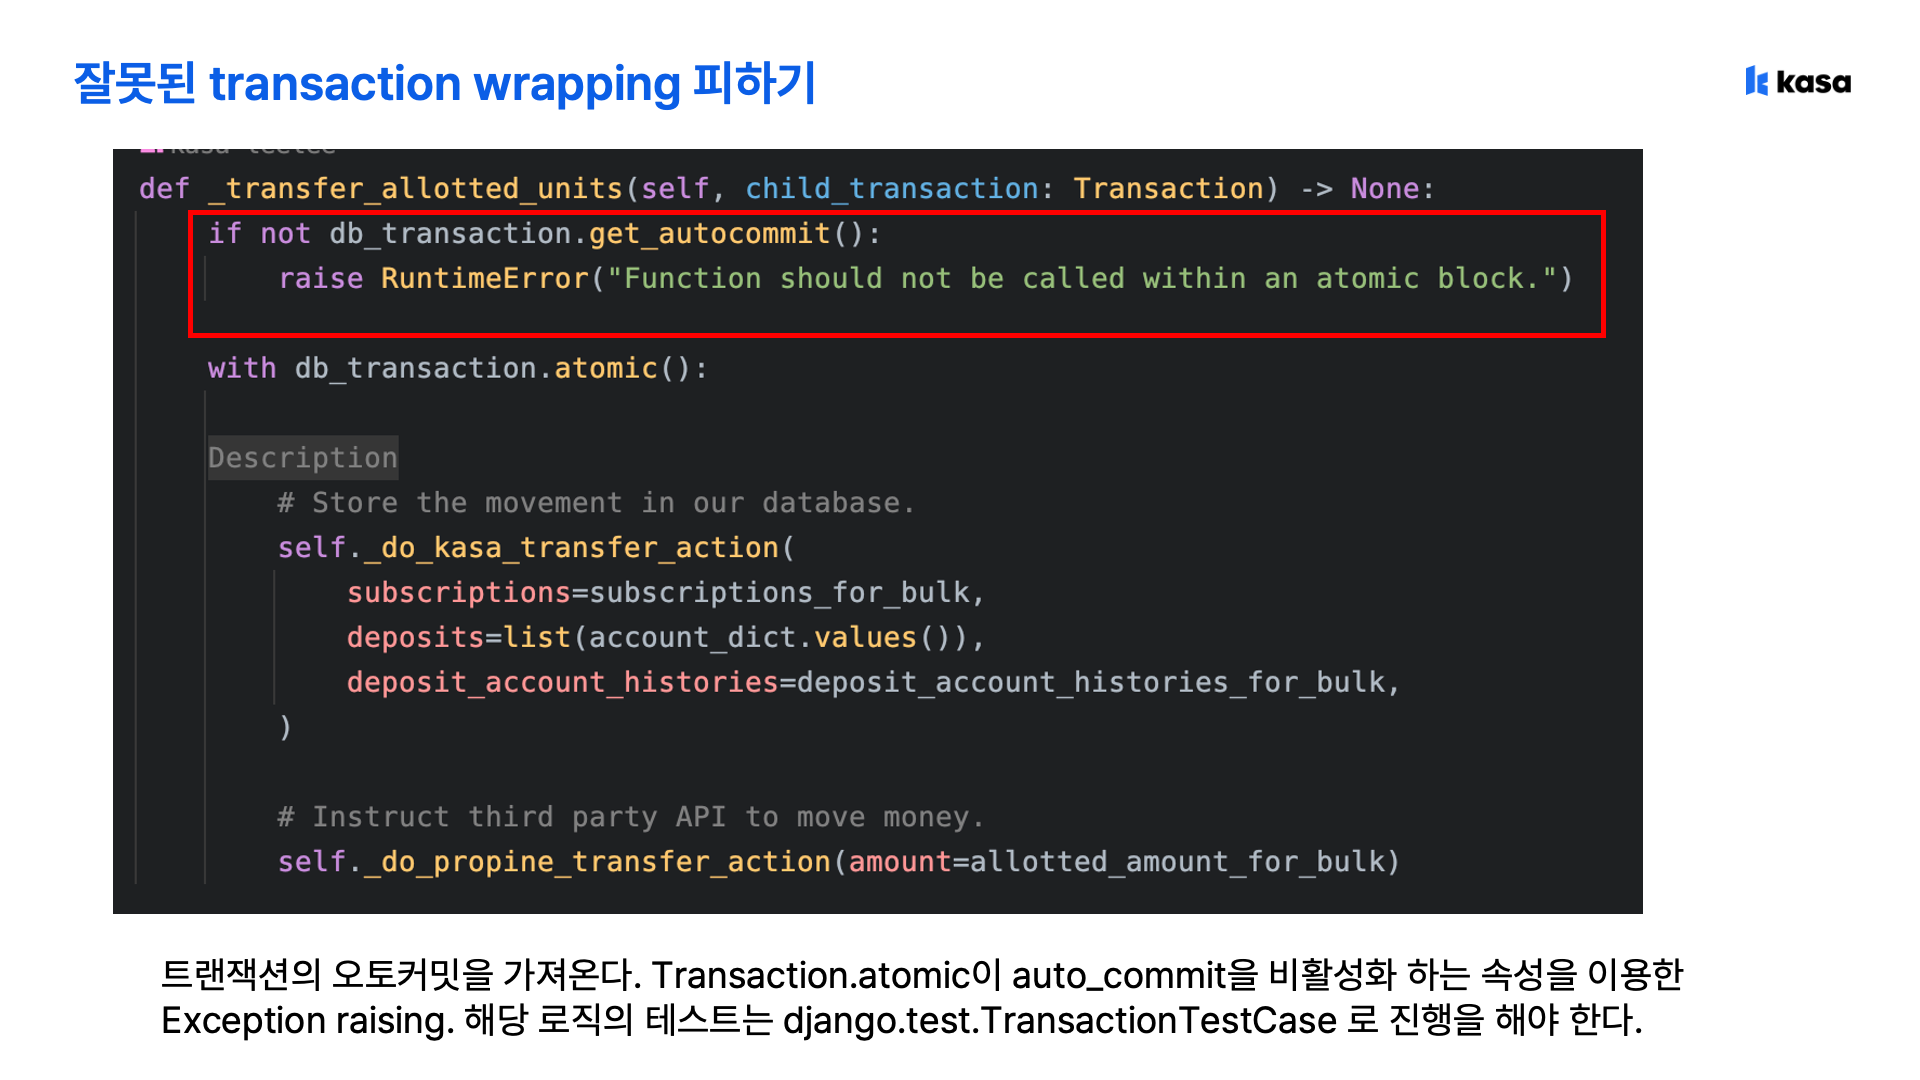 잘못된 transaction wrapping 피하기
kasa
def _transfer_allotted_units(self, child_transaction: Transaction) -> None:
if not db_transaction.get_autocommit():
raise RuntimeError("Function should not be called within an atomic block.")
with db_transaction.atomic():
Description
# Store the movement in our database.
self._do_kasa_transfer_action(
subscriptions=subscriptions_for_bulk,
deposits=list(account_dict.values()),
deposit_account_histories=deposit_account_histories_for_bulk,
)
# Instruct third party API to move money.
self._do_propine_transfer_action(amount=allotted_amount_for_bulk)
트랜잭션의 오토커밋을 가져온다. Transaction.atomic이 auto_commit을 비활성화 하는 속성을 이용한
Exception raising. 해당 로직의 테스트는 django.test.TransactionTestCase 로 진행을 해야 한다.